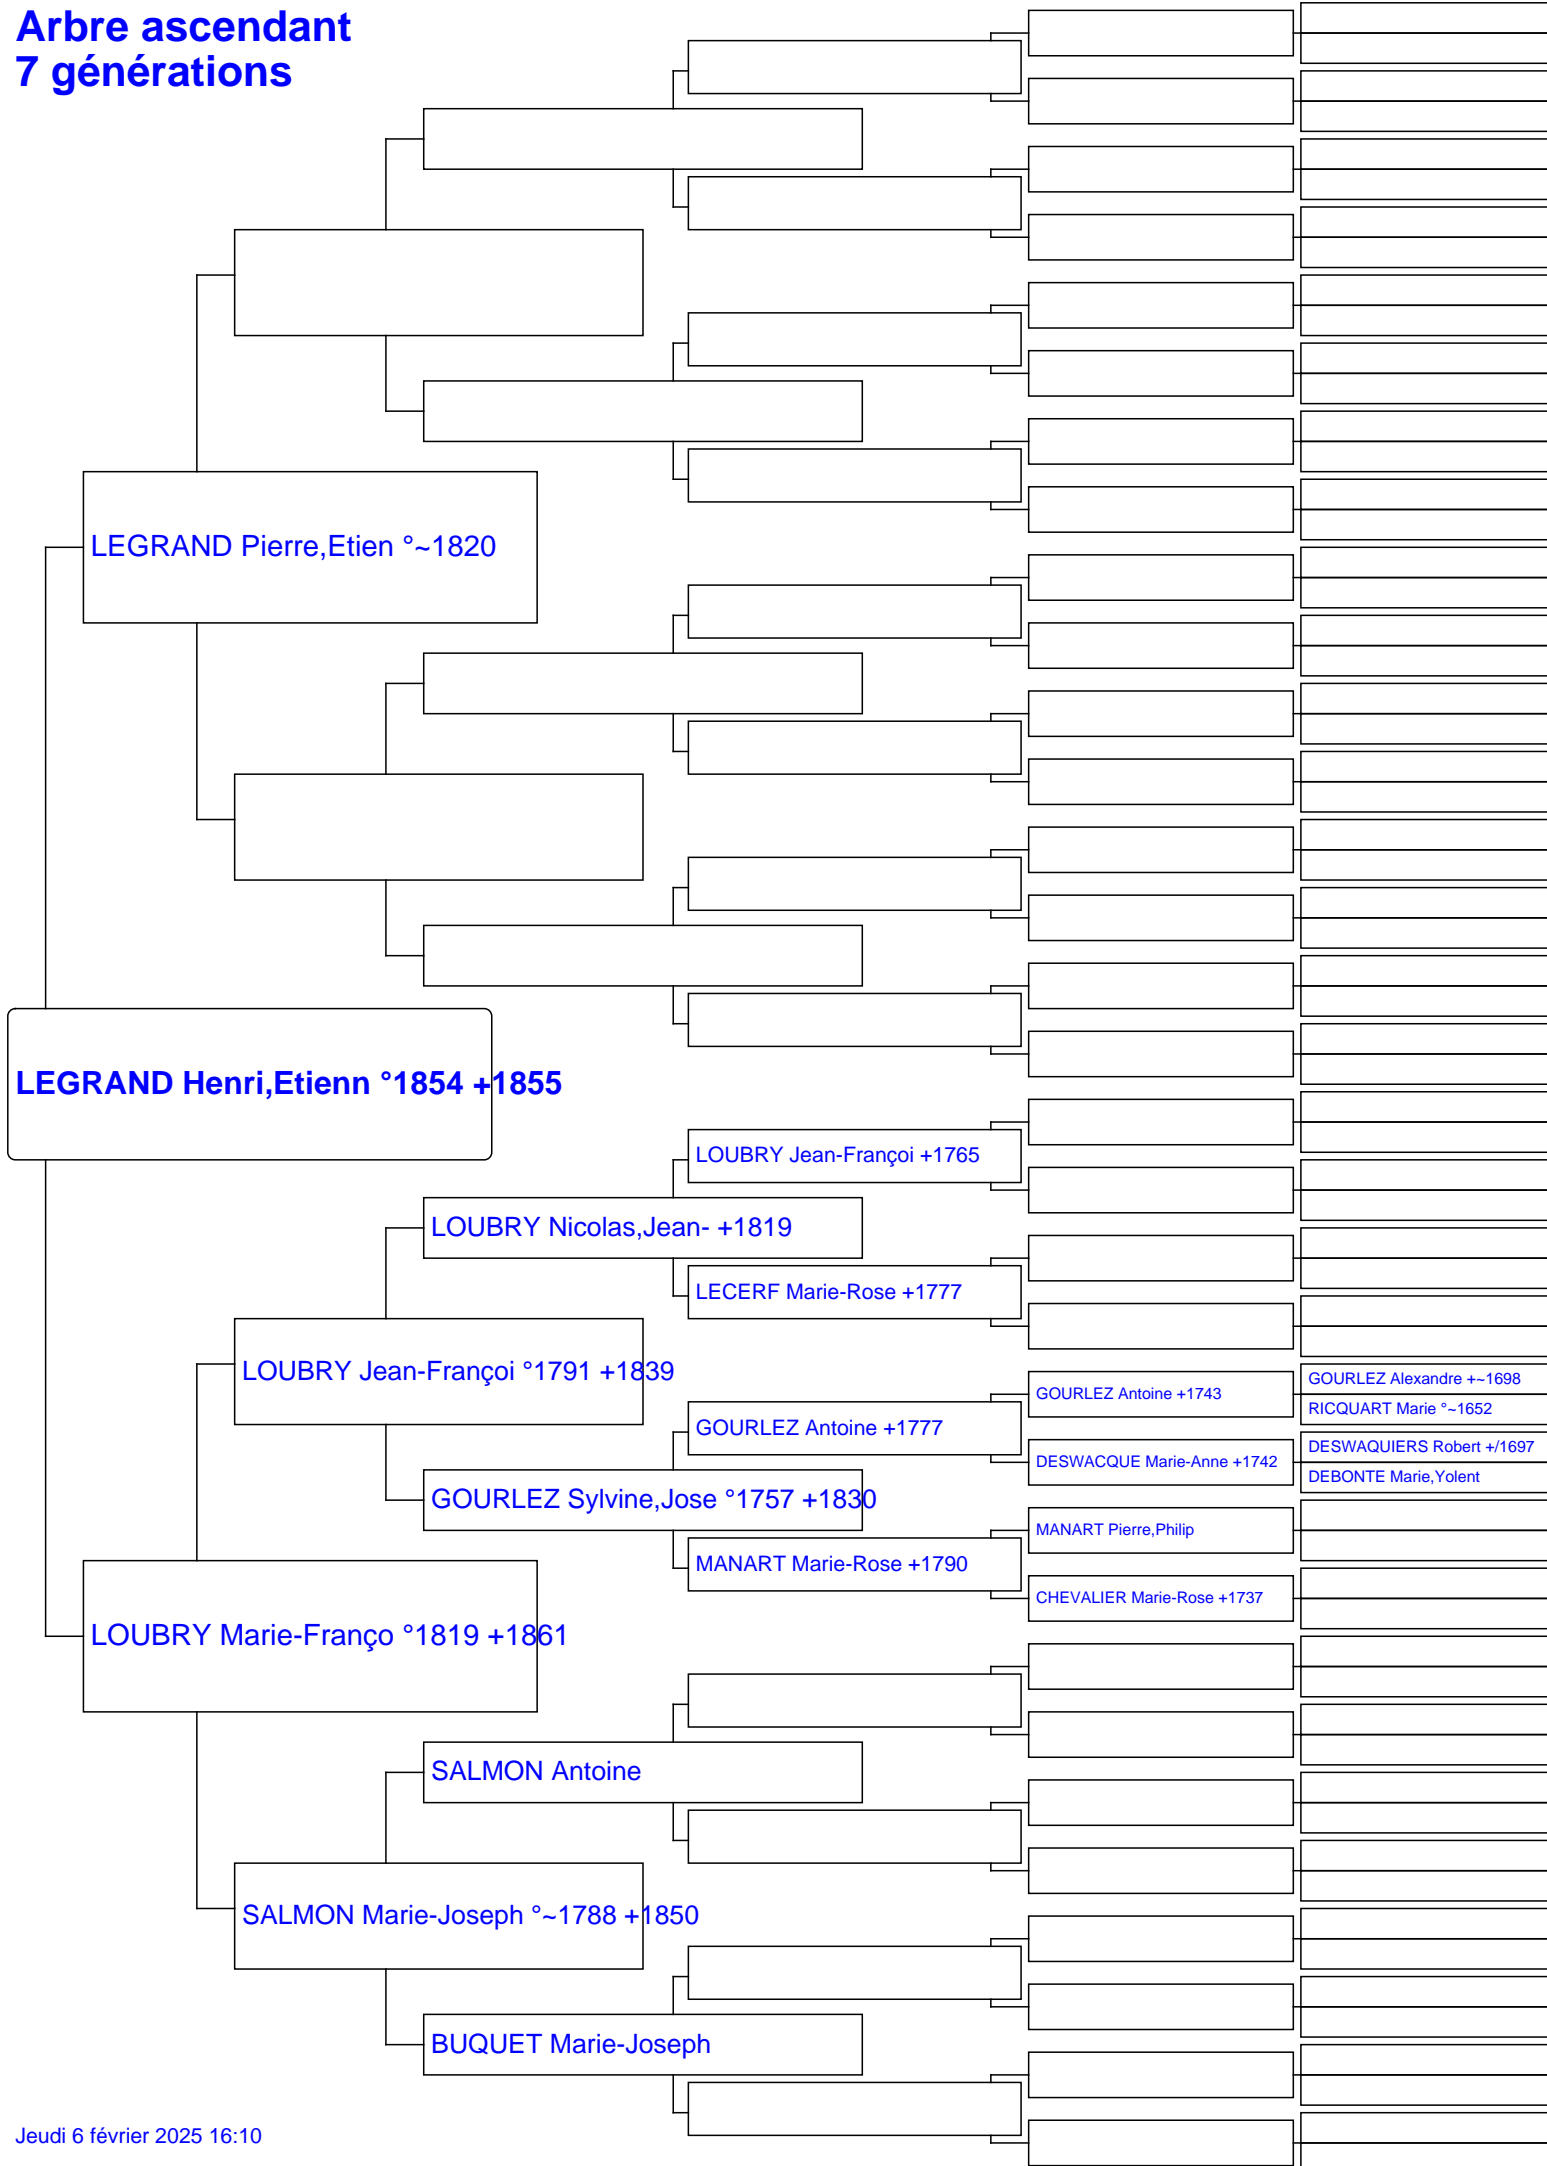 Arbre ascendant
7 générations
LEGRAND Pierre,Etien °~1820
LEGRAND Henri,Etienn °1854 +1855
LOUBRY Jean-Françoi +1765
LOUBRY Nicolas,Jean- +1819
LECERF Marie-Rose +1777
LOUBRY Jean-Françoi °1791 +1839
GOURLEZ Alexandre +~1698
GOURLEZ Antoine +1743
RICQUART Marie °~1652
GOURLEZ Antoine +1777
DESWAQUIERS Robert +/1697
DESWACQUE Marie-Anne +1742
DEBONTE Marie,Yolent
GOURLEZ Sylvine,Jose °1757 +1830
MANART Pierre,Philip
MANART Marie-Rose +1790
CHEVALIER Marie-Rose +1737
LOUBRY Marie-Franço °1819 +1861
SALMON Antoine
SALMON Marie-Joseph °~1788 +1850
BUQUET Marie-Joseph
Jeudi 6 février 2025 16:10